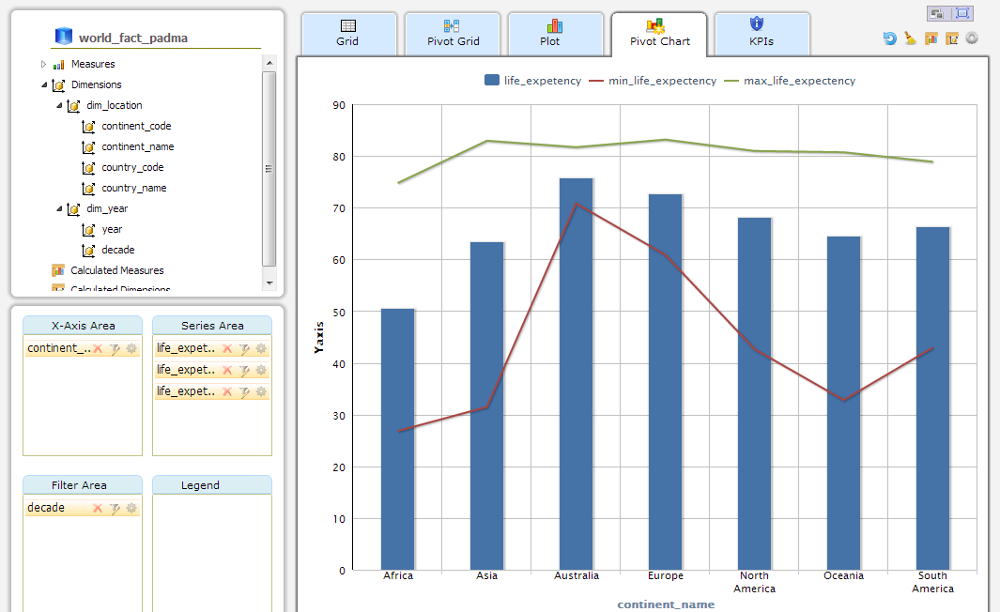 world_fact_padma
Measures
Dimensions
dim_location
continent_code
continent_name
country_code
country_name
dim_year
year
decade
Calculated Measures
Calculated Dimensions
X-Axis Area
continent_..
Series Area
life_expet..
life_expet..
life_expet..
Filter Area
decade
Legend
Grid
Pivot Grid
Plot
Pivot Chart
KPIs
life_expetency
min_life_expectency
max_life_expectency
90
80
70
60
50
40
30
20
10
0
Yaxis
Africa
Asia
Australia
Europe
North
America
Oceania
South
America
continent_name